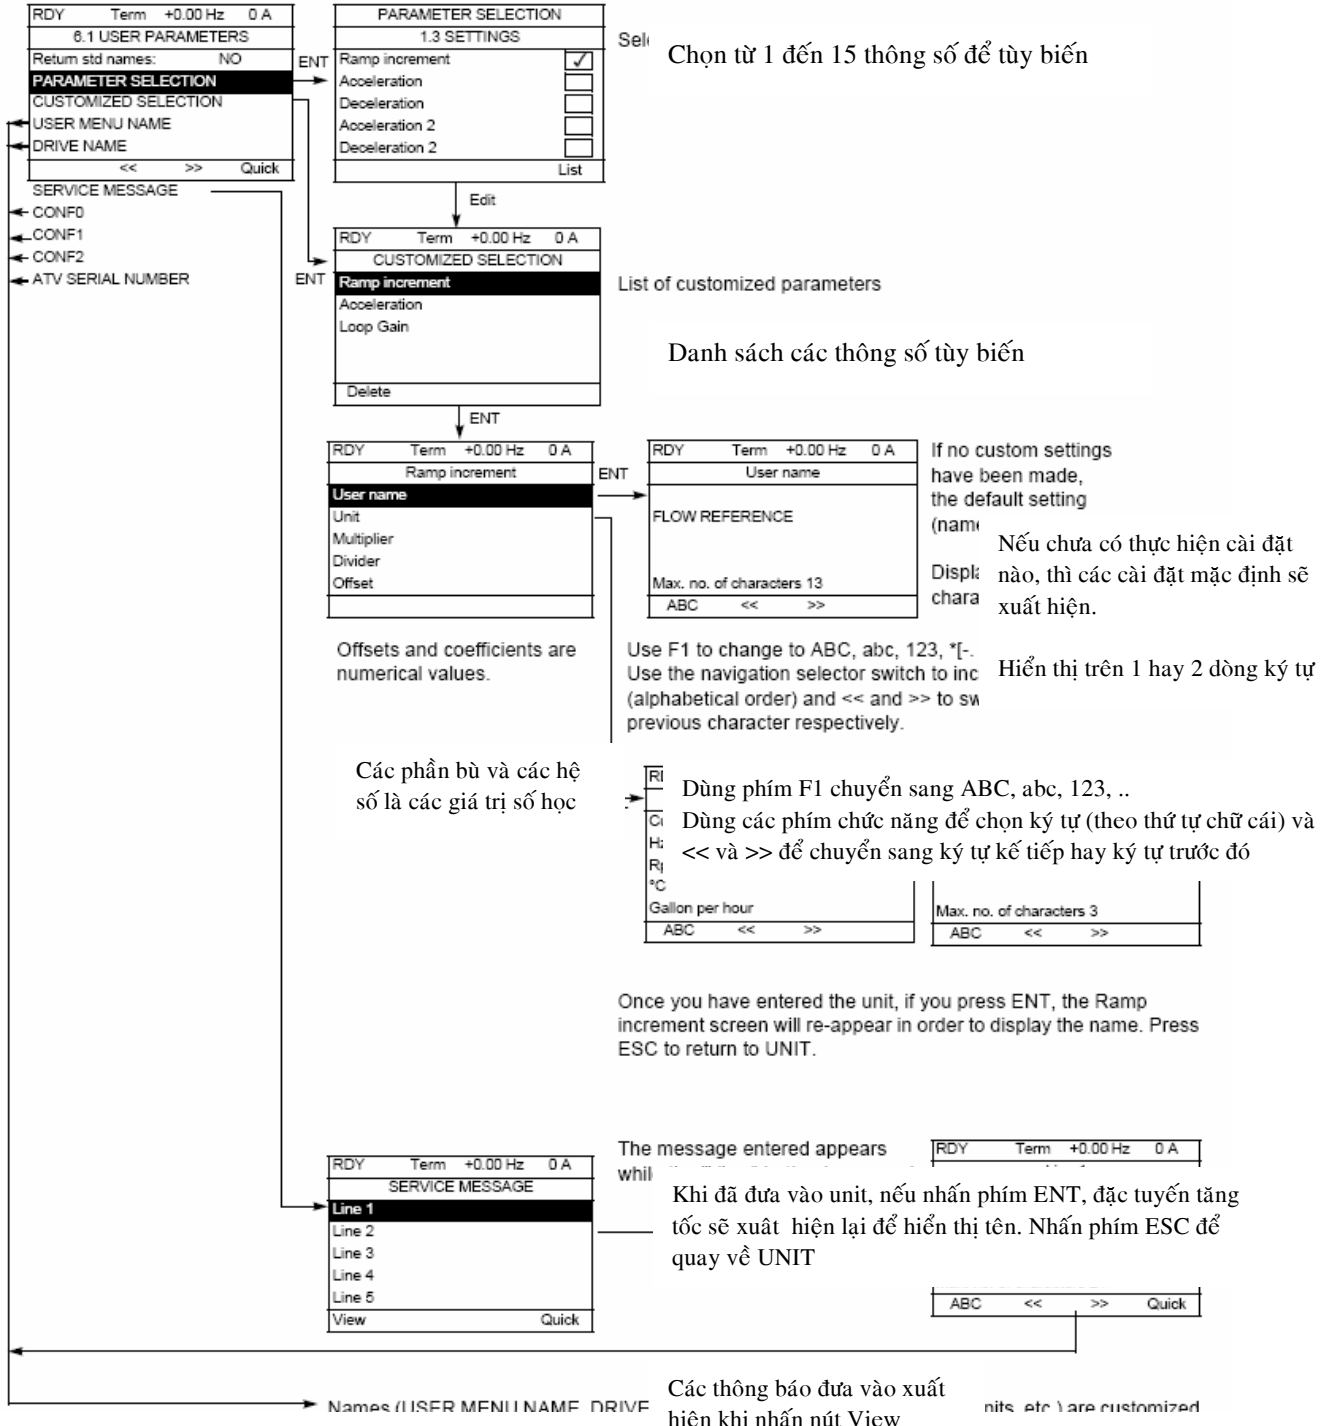 RDY Term +0.00 Hz 0 A
6.1 USER PARAMETERS
Return std names: NO
PARAMETER SELECTION
CUSTOMIZED SELECTION
USER MENU NAME
DRIVE NAME
<< >> Quick
SERVICE MESSAGE
CONF0
CONF1
CONF2
ATV SERIAL NUMBER
ENT
PARAMETER SELECTION
1.3 SETTINGS
Ramp increment ✓
Acceleration
Deceleration
Acceleration 2
Deceleration 2
List
Chọn từ 1 đến 15 thông số để tùy biến
Edit
ENT
RDY Term +0.00 Hz 0 A
CUSTOMIZED SELECTION
Ramp increment
Acceleration
Loop Gain
Delete
List of customized parameters
Danh sách các thông số tùy biến
ENT
RDY Term +0.00 Hz 0 A
Ramp increment
User name
Unit
Multiplier
Divider
Offset
ENT
RDY Term +0.00 Hz 0 A
User name
FLOW REFERENCE
Max. no. of characters 13
ABC << >>
If no custom settings
have been made,
the default setting
Nếu chưa có thực hiện cài đặt
nào, thì các cài đặt mặc định sẽ
xuất hiện.
Hiển thị trên 1 hay 2 dòng ký tự
Offsets and coefficients are
numerical values.
Use F1 to change to ABC, abc, 123, *[-.
Use the navigation selector switch to
(alphabetical order) and << and >> to
previous character respectively.
Các phần bù và các hệ
số là các giá trị số học
Dùng phím F1 chuyển sang ABC, abc, 123, ..
Dùng các phím chức năng để chọn ký tự (theo thứ tự chữ cái) và
<< và >> để chuyển sang ký tự kế tiếp hay ký tự trước đó
°C
Gallon per hour
ABC << >>
Max. no. of characters 3
ABC << >>
Once you have entered the unit, if you press ENT, the Ramp
increment screen will re-appear in order to display the name. Press
ESC to return to UNIT.
The message entered appears
RDY Term +0.00 Hz 0 A
SERVICE MESSAGE
Line 1
Line 2
Line 3
Line 4
Line 5
View Quick
RDY Term +0.00 Hz 0 A
Khi đã đưa vào unit, nếu nhấn phím ENT, đặc tuyến tăng
tốc sẽ xuât hiện lại để hiển thị tên. Nhấn phím ESC để
quay về UNIT
ABC << >> Quick
Các thông báo đưa vào xuất
hiện khi nhấn nút View
Names (USER MENU NAME, DRIVE
etc.) are customized